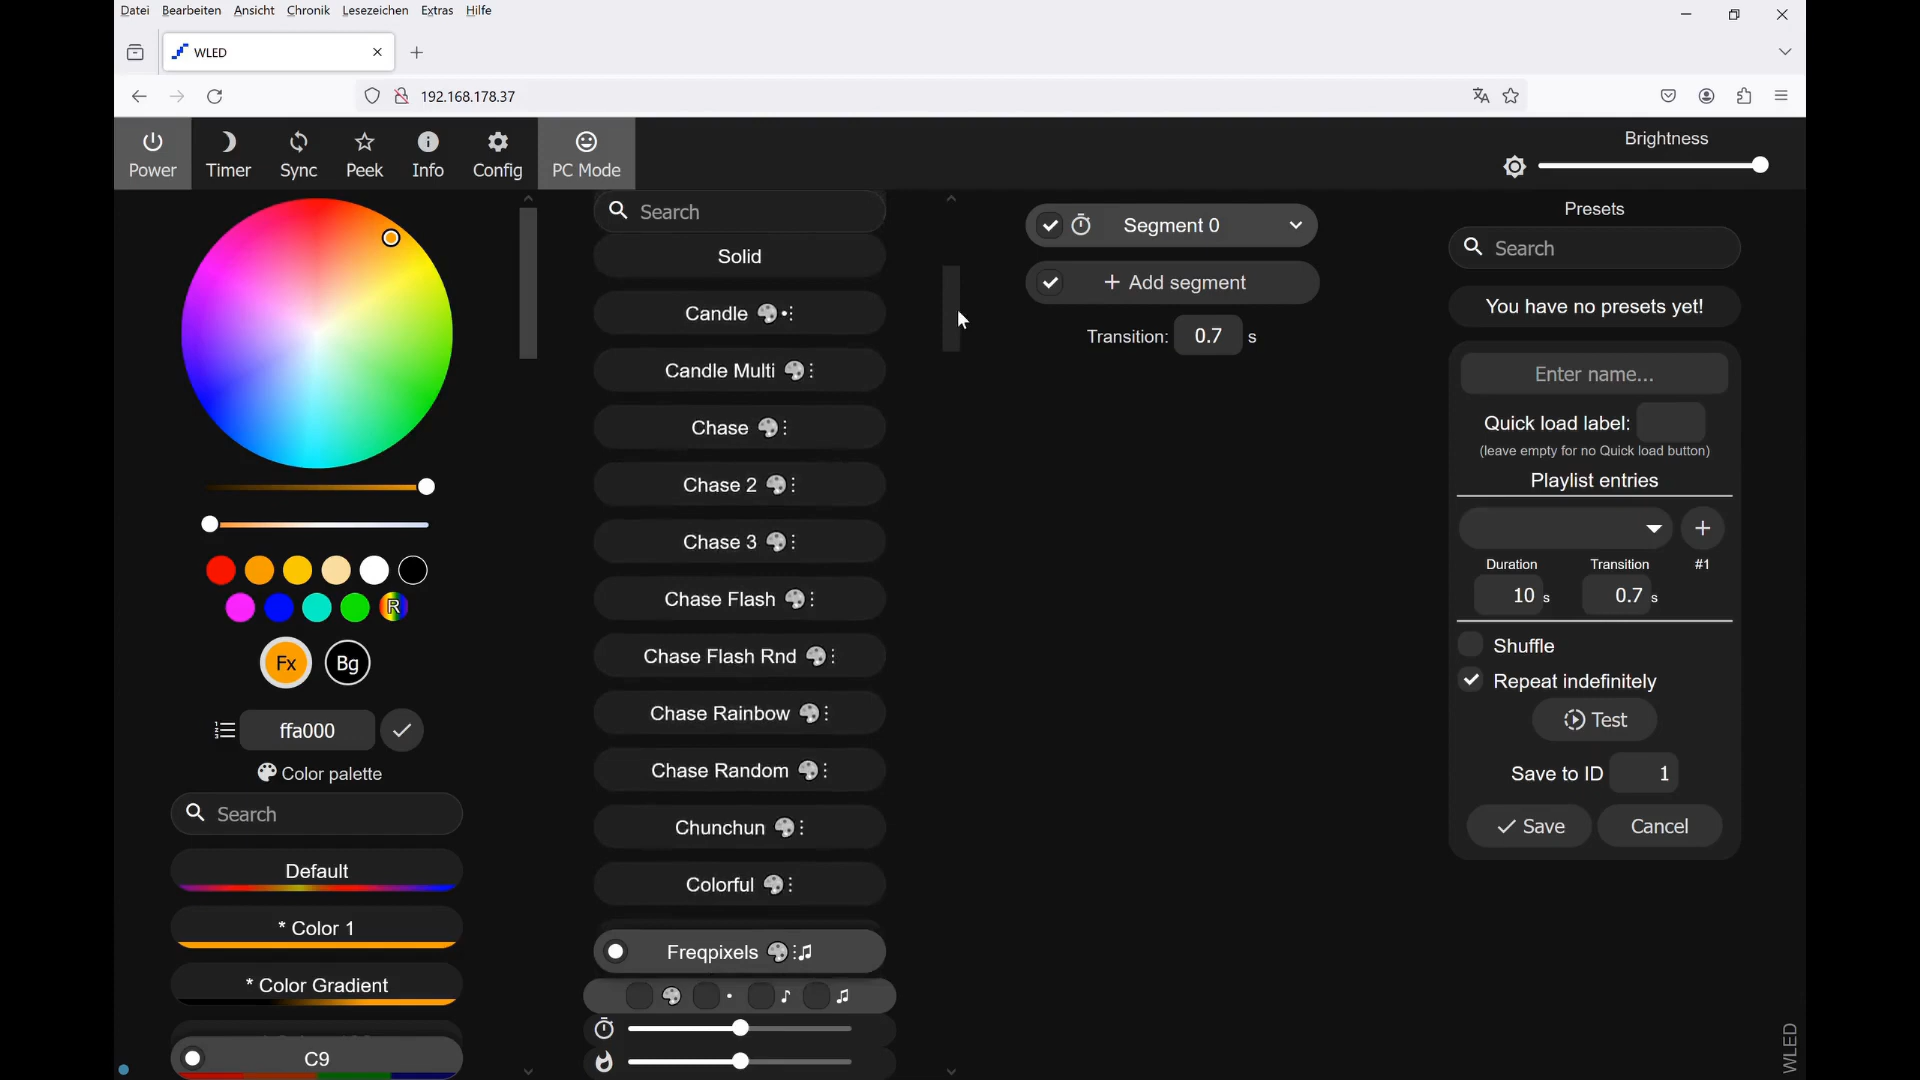 Datei Bearbeiten Ansicht Chronik Lesezeichen Extras Hilfe
WLED
192.168.178.37
Power Timer Sync Peek Info Config PC Mode
Brightness
R
Fx Bg
ffa000
Color palette
Search
Default
* Color 1
* Color Gradient
C9
Search
Solid
Candle
Candle Multi
Chase
Chase 2
Chase 3
Chase Flash
Chase Flash Rnd
Chase Rainbow
Chase Random
Chunchun
Colorful
Freqpixels
Segment 0
+ Add segment
Transition: 0.7 s
Presets
Search
You have no presets yet!
Enter name...
Quick load label:
(leave empty for no Quick load button)
Playlist entries
Duration Transition #1
10 s 0.7 s
Shuffle
Repeat indefinitely
Test
Save to ID 1
Save Cancel
WLED